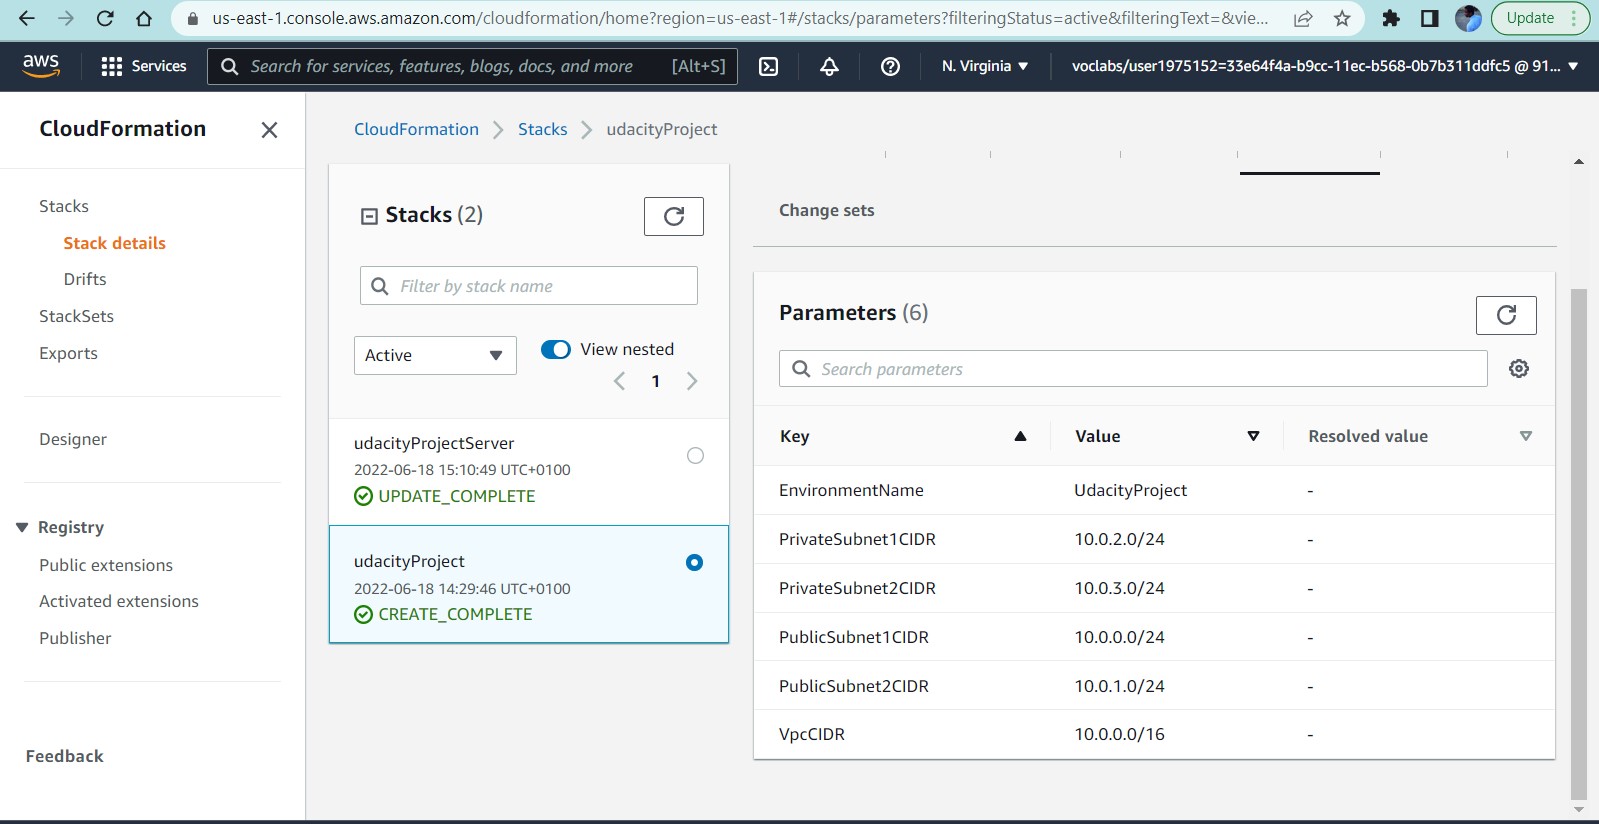 us-east-1.console.aws.amazon.com/cloudformation/home?region=us-east-1#/stacks/parameters?filteringStatus=active&filteringText=&vie...
Update
aws
Services
Search for services, features, blogs, docs, and more [Alt+S]
N. Virginia
voclabs/user1975152=33e64f4a-b9cc-11ec-b568-0b7b311ddfc5 @ 91...
CloudFormation
Stacks
Stack details
Drifts
StackSets
Exports
Designer
Registry
Public extensions
Activated extensions
Publisher
Feedback
CloudFormation
Stacks
udacityProject
Stacks (2)
Filter by stack name
Active
View nested
1
udacityProjectServer
2022-06-18 15:10:49 UTC+0100
UPDATE_COMPLETE
udacityProject
2022-06-18 14:29:46 UTC+0100
CREATE_COMPLETE
Change sets
Parameters (6)
Search parameters
Key Value Resolved value
EnvironmentName UdacityProject -
PrivateSubnet1CIDR 10.0.2.0/24 -
PrivateSubnet2CIDR 10.0.3.0/24 -
PublicSubnet1CIDR 10.0.0.0/24 -
PublicSubnet2CIDR 10.0.1.0/24 -
VpcCIDR 10.0.0.0/16 -